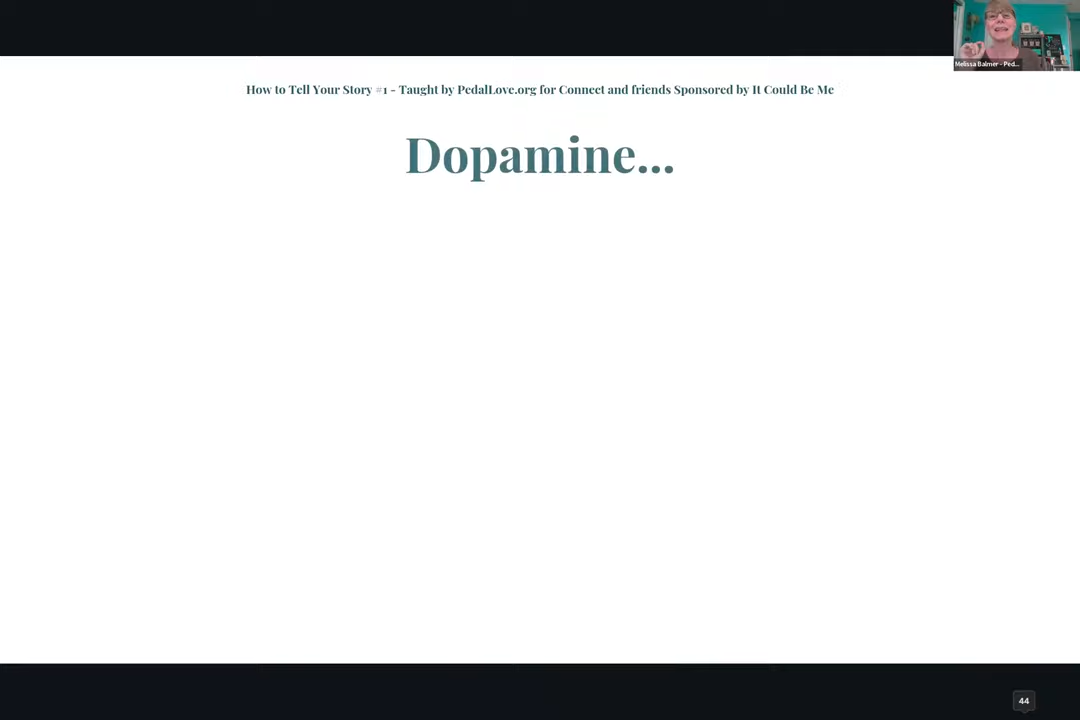 Melissa Balmer - Ped...
How to Tell Your Story #1 - Taught by PedalLove.org for Connect and friends Sponsored by It Could Be Me
Dopamine...
44